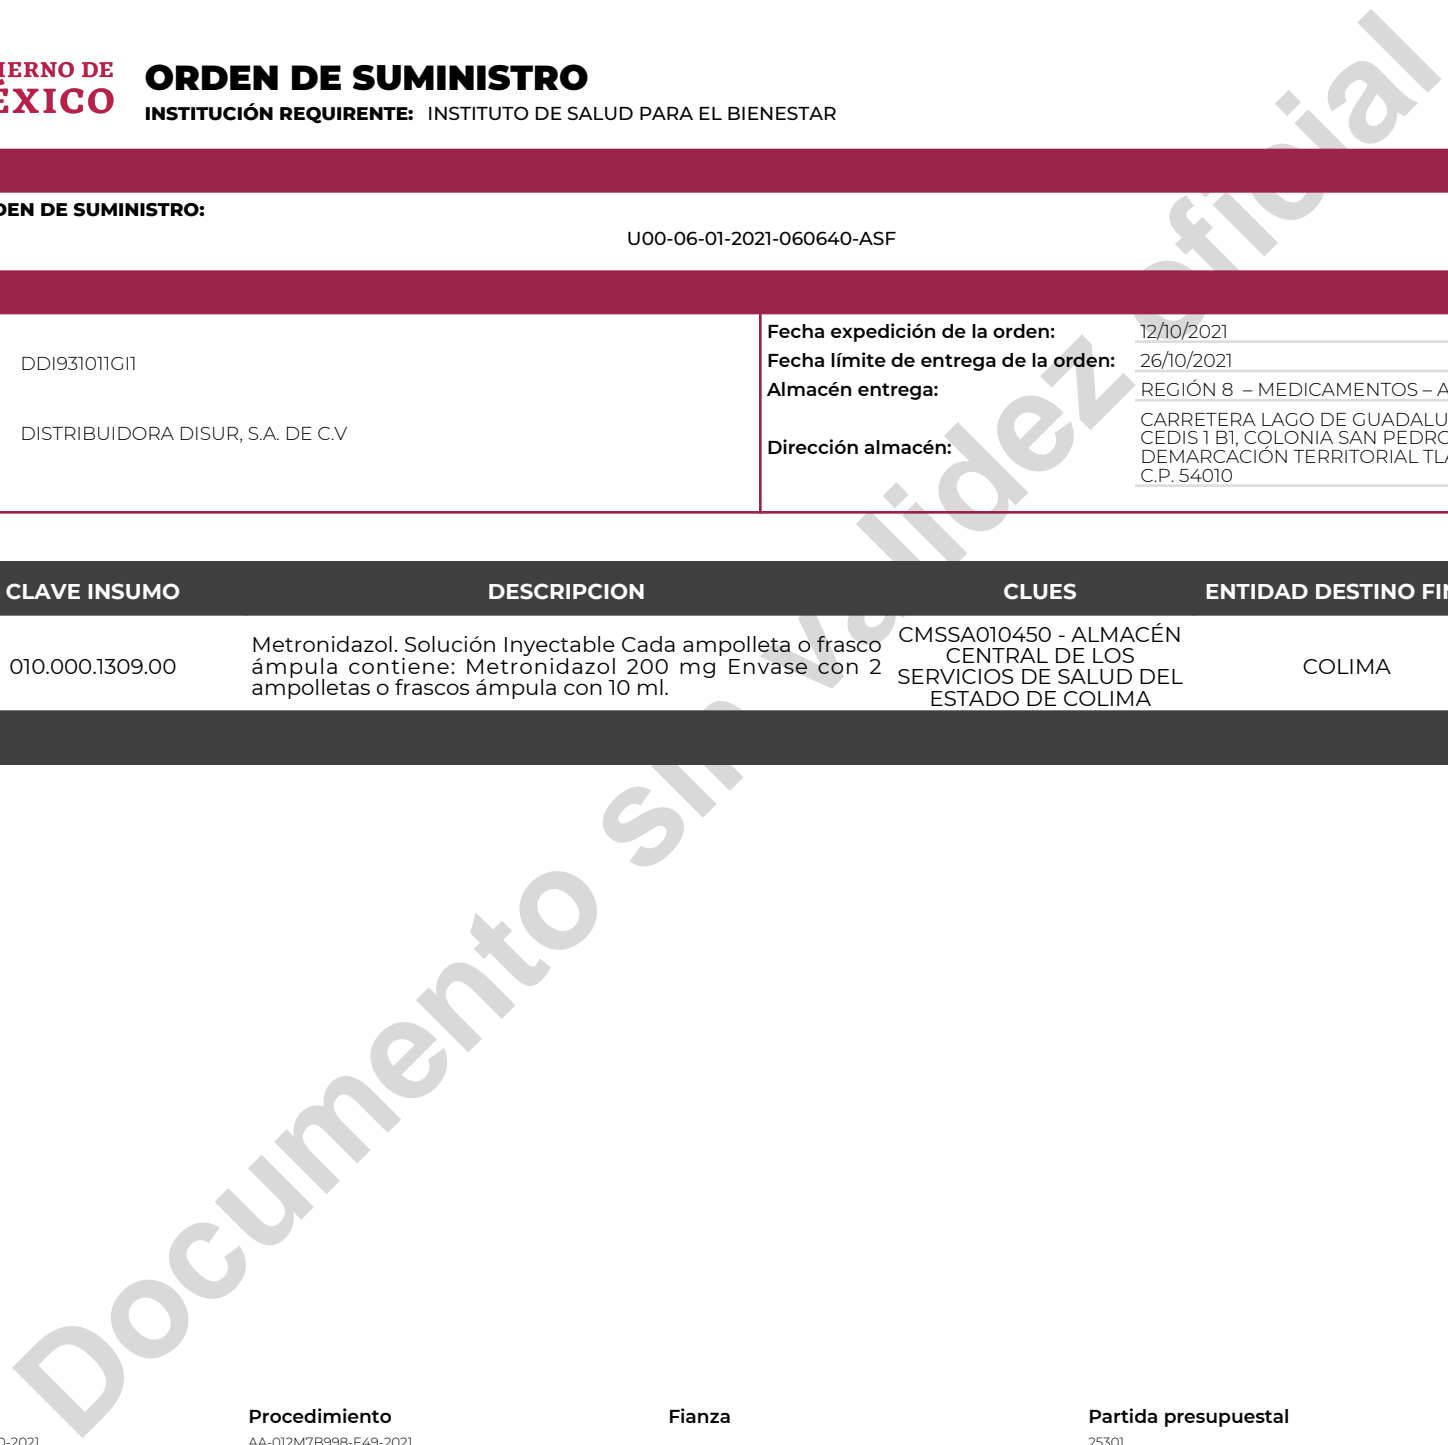 IERNO DE
ÉXICO
ORDEN DE SUMINISTRO
INSTITUCIÓN REQUIRENTE: INSTITUTO DE SALUD PARA EL BIENESTAR
DEN DE SUMINISTRO:
U00-06-01-2021-060640-ASF
DDI931011GI1
DISTRIBUIDORA DISUR, S.A. DE C.V
Fecha expedición de la orden: 12/10/2021
Fecha límite de entrega de la orden: 26/10/2021
Almacén entrega: REGIÓN 8 – MEDICAMENTOS – A
Dirección almacén:
CARRETERA LAGO DE GUADALU
CEDIS 1 B1, COLONIA SAN PEDRO
DEMARCACIÓN TERRITORIAL TLA
C.P. 54010
CLAVE INSUMO DESCRIPCION CLUES ENTIDAD DESTINO FIN
010.000.1309.00
Metronidazol. Solución Inyectable Cada ampolleta o frasco
ámpula contiene: Metronidazol 200 mg Envase con 2
ampolletas o frascos ámpula con 10 ml.
CMSSA010450 - ALMACÉN
CENTRAL DE LOS
SERVICIOS DE SALUD DEL
ESTADO DE COLIMA
COLIMA
Documento sin validez oficial
Procedimiento Fianza Partida presupuestal
0-2021 AA-012M7B998-E49-2021 25301